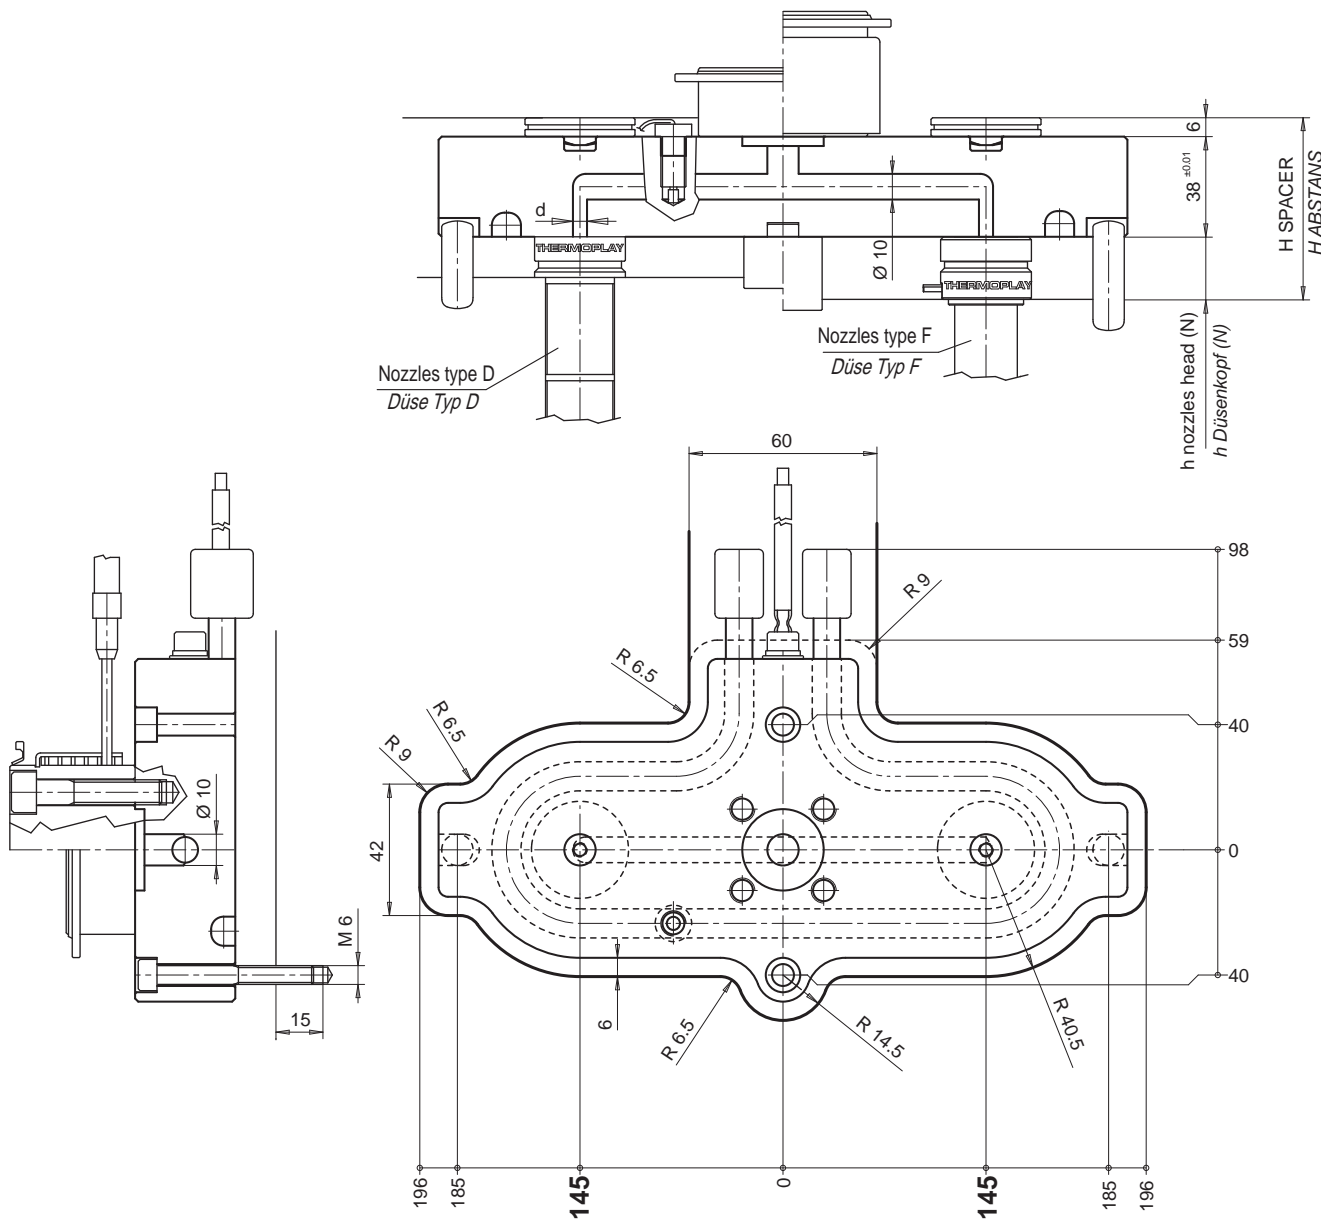 6
38 ±0.01
H SPACER
H ABSTANS
d
THERMOPLAY
Ø 10
THERMOPLAY
Nozzles type F
Düse Typ F
Nozzles type D
Düse Typ D
h nozzles head (N)
h Düsenkopf (N)
60
98
R 9
59
R 6.5
R 6.5
40
R 9
Ø 10
42
0
M 6
40
15
6
R 6.5
R 14.5
R 40.5
196
185
145
0
145
185
196